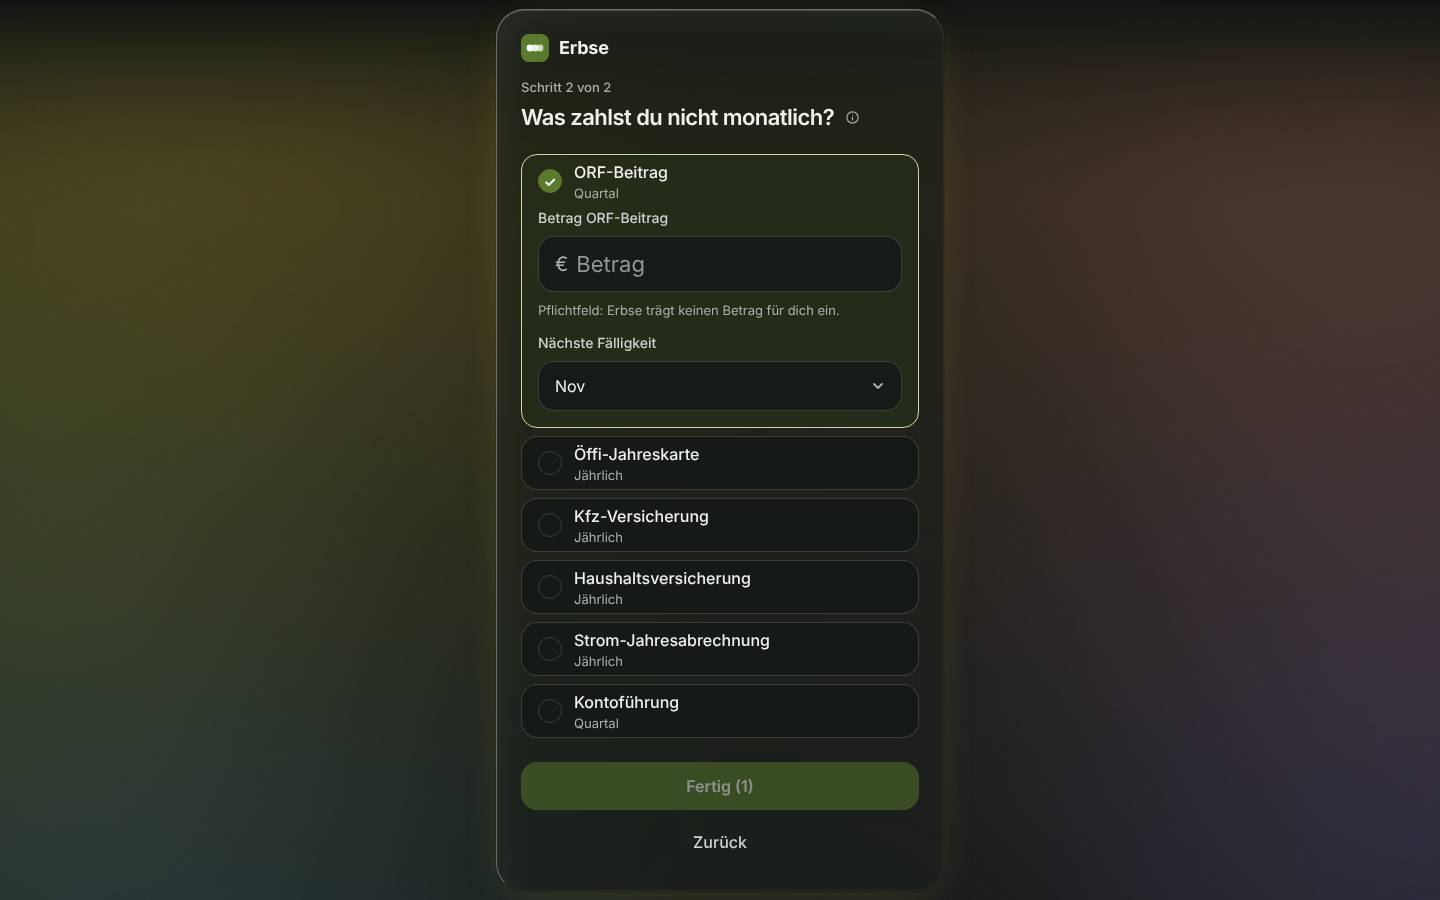 Erbse
Schritt 2 von 2
Was zahlst du nicht monatlich?
ORF-Beitrag
Quartal
Betrag ORF-Beitrag
€ Betrag
Pflichtfeld: Erbse trägt keinen Betrag für dich ein.
Nächste Fälligkeit
Nov
Öffi-Jahreskarte
Jährlich
Kfz-Versicherung
Jährlich
Haushaltsversicherung
Jährlich
Strom-Jahresabrechnung
Jährlich
Kontoführung
Quartal
Fertig (1)
Zurück